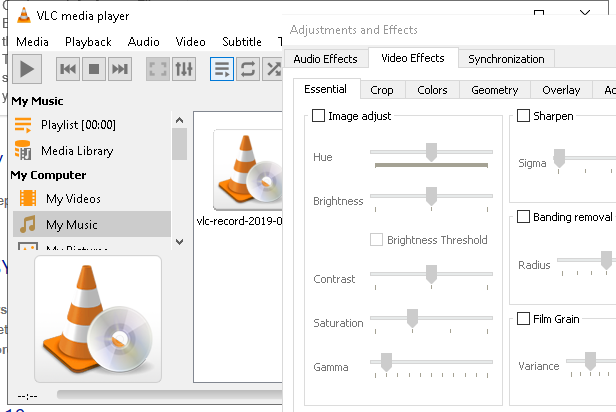 VLC media player
Media Playback Audio Video Subtitle T
My Music
Playlist [00:00]
Media Library
My Computer
My Videos
My Music
My Pictures
vlc-record-2019-0
--:--
Adjustments and Effects
Audio Effects Video Effects Synchronization
Essential Crop Colors Geometry Overlay
Image adjust
Hue
Brightness
Brightness Threshold
Contrast
Saturation
Gamma
Sharpen
Sigma
Banding removal
Radius
Film Grain
Variance